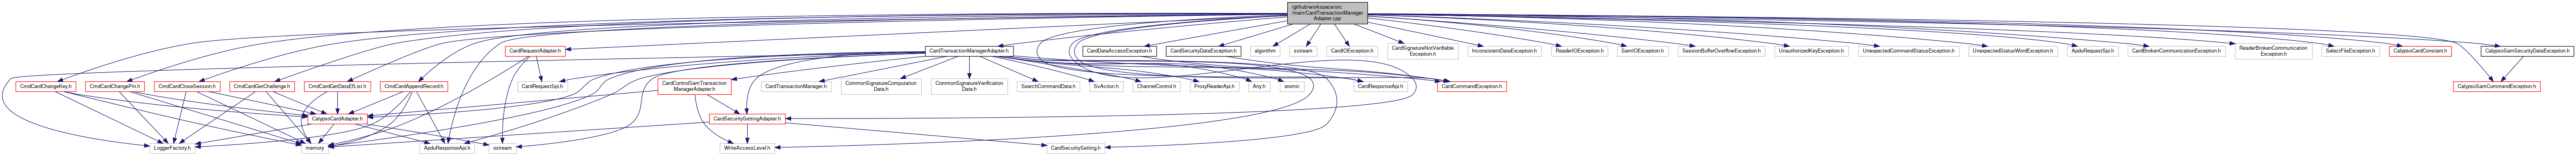 /github/workspace/src
/main/CardTransactionManager
Adapter.cpp
CardRequestAdapter.h
CardTransactionManagerAdapter.h
CardDataAccessException.h
CardSecurityDataException.h
algorithm
sstream
CardIOException.h
CardSignatureNotVerifiable
Exception.h
InconsistentDataException.h
ReaderIOException.h
SamIOException.h
SessionBufferOverflowException.h
UnauthorizedKeyException.h
UnexpectedCommandStatusException.h
UnexpectedStatusWordException.h
ApduRequestSpi.h
CardBrokenCommunicationException.h
ReaderBrokenCommunication
Exception.h
SelectFileException.h
CalypsoCardConstant.h
CalypsoSamSecurityDataException.h
CmdCardChangeKey.h
CmdCardChangePin.h
CmdCardCloseSession.h
CmdCardGetChallenge.h
CmdCardGetDataEfList.h
CmdCardAppendRecord.h
CardRequestSpi.h
CardControlSamTransaction
ManagerAdapter.h
CardTransactionManager.h
CommonSignatureComputation
Data.h
CommonSignatureVerification
Data.h
SearchCommandData.h
SvAction.h
ChannelControl.h
ProxyReaderApi.h
Any.h
atomic
CardResponseApi.h
CardCommandException.h
CalypsoSamCommandException.h
CalypsoCardAdapter.h
CardSecuritySettingAdapter.h
LoggerFactory.h
memory
ApduResponseApi.h
ostream
WriteAccessLevel.h
CardSecuritySetting.h